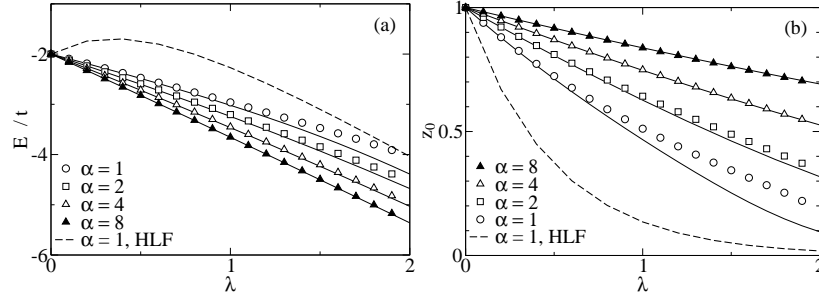 (a)
-2
-4
-6
E / t
α = 1
α = 2
α = 4
α = 8
α = 1, HLF
0
1
2
λ
(b)
1
0.5
0
z0
α = 8
α = 4
α = 2
α = 1
α = 1, HLF
0
1
2
λ